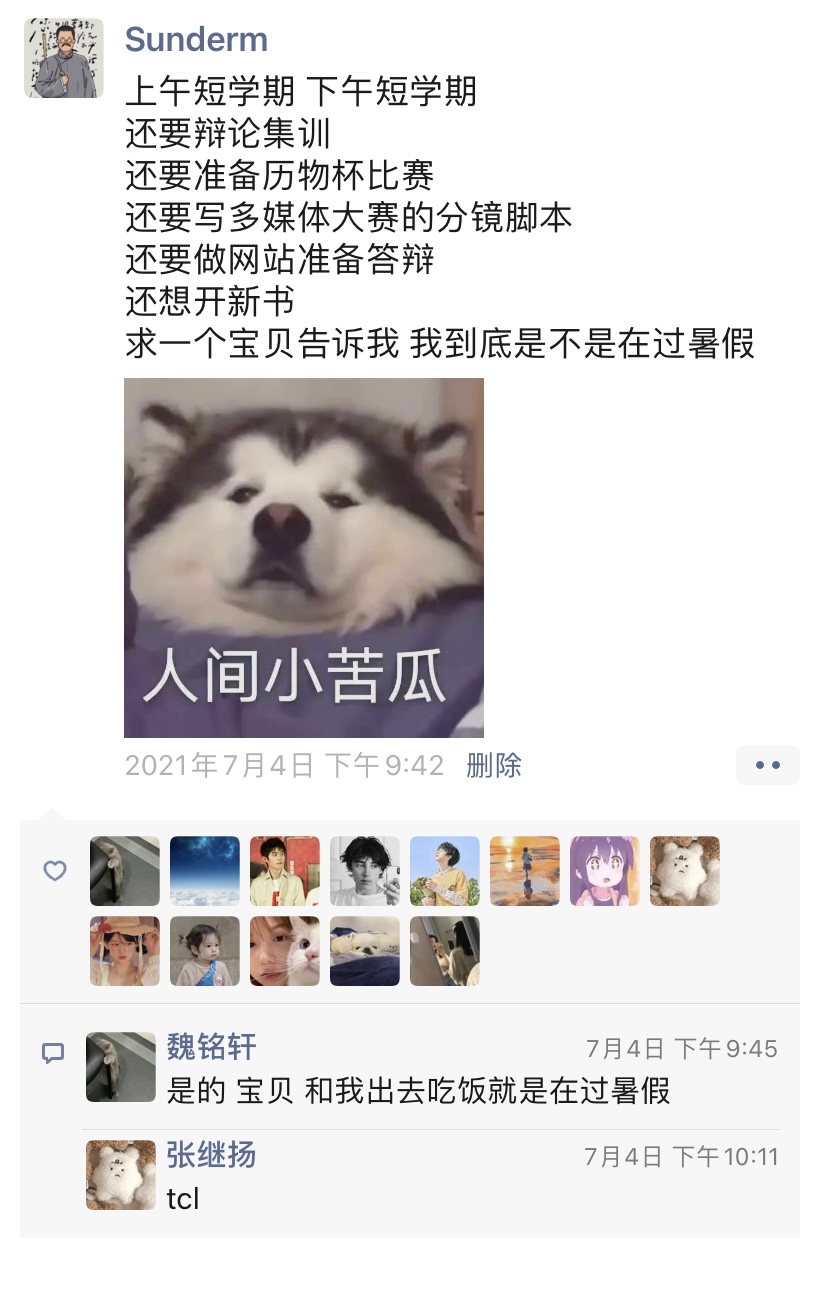 Sunderm
上午短学期 下午短学期
还要辩论集训
还要准备历物杯比赛
还要写多媒体大赛的分镜脚本
还要做网站准备答辩
还想开新书
求一个宝贝告诉我 我到底是不是在过暑假
人间小苦瓜
2021年7月4日 下午9:42 删除
魏铭轩 7月4日 下午9:45
是的 宝贝 和我出去吃饭就是在过暑假
张继扬 7月4日 下午10:11
tcl